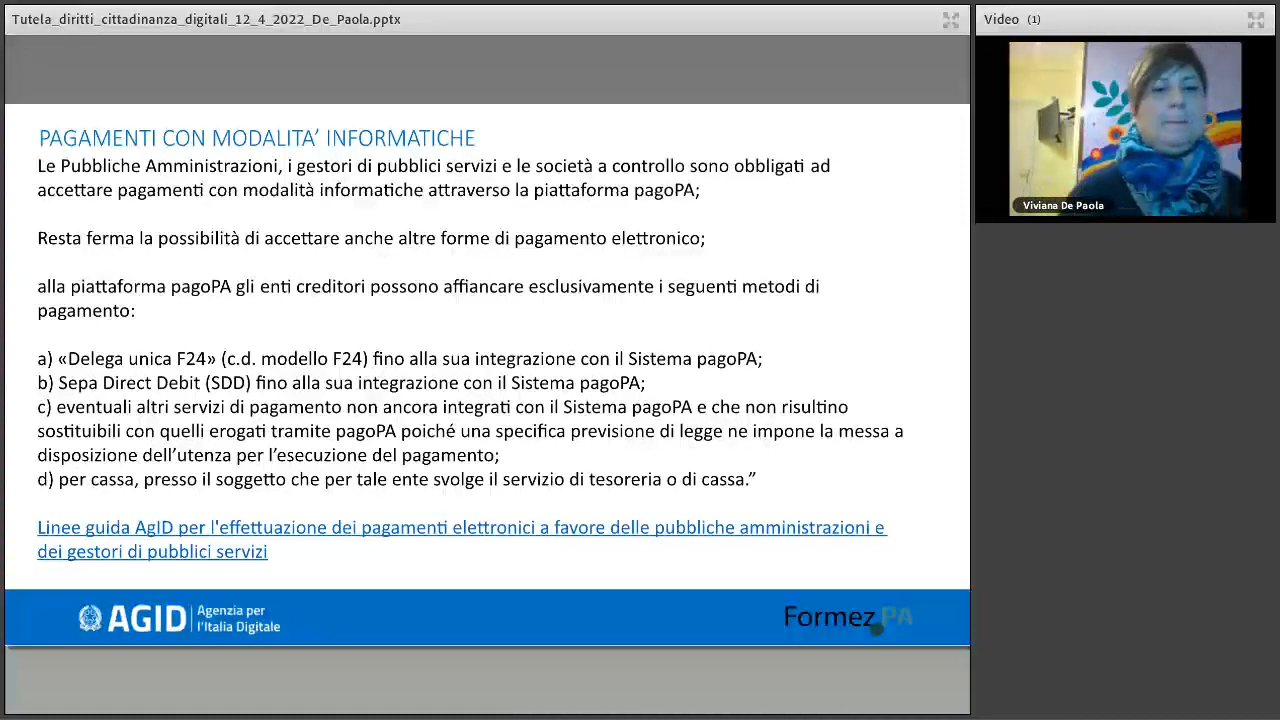 Tutela_diritti_cittadinanza_digitali_12_4_2022_De_Paola.pptx
Video (1)
Viviana De Paola
PAGAMENTI CON MODALITA’ INFORMATICHE
Le Pubbliche Amministrazioni, i gestori di pubblici servizi e le società a controllo sono obbligati ad
accettare pagamenti con modalità informatiche attraverso la piattaforma pagoPA;
Resta ferma la possibilità di accettare anche altre forme di pagamento elettronico;
alla piattaforma pagoPA gli enti creditori possono affiancare esclusivamente i seguenti metodi di
pagamento:
a) «Delega unica F24» (c.d. modello F24) fino alla sua integrazione con il Sistema pagoPA;
b) Sepa Direct Debit (SDD) fino alla sua integrazione con il Sistema pagoPA;
c) eventuali altri servizi di pagamento non ancora integrati con il Sistema pagoPA e che non risultino
sostituibili con quelli erogati tramite pagoPA poiché una specifica previsione di legge ne impone la messa a
disposizione dell’utenza per l’esecuzione del pagamento;
d) per cassa, presso il soggetto che per tale ente svolge il servizio di tesoreria o di cassa.”
Linee guida AgID per l'effettuazione dei pagamenti elettronici a favore delle pubbliche amministrazioni e
dei gestori di pubblici servizi
AGID Agenzia per
l’Italia Digitale
Formez PA